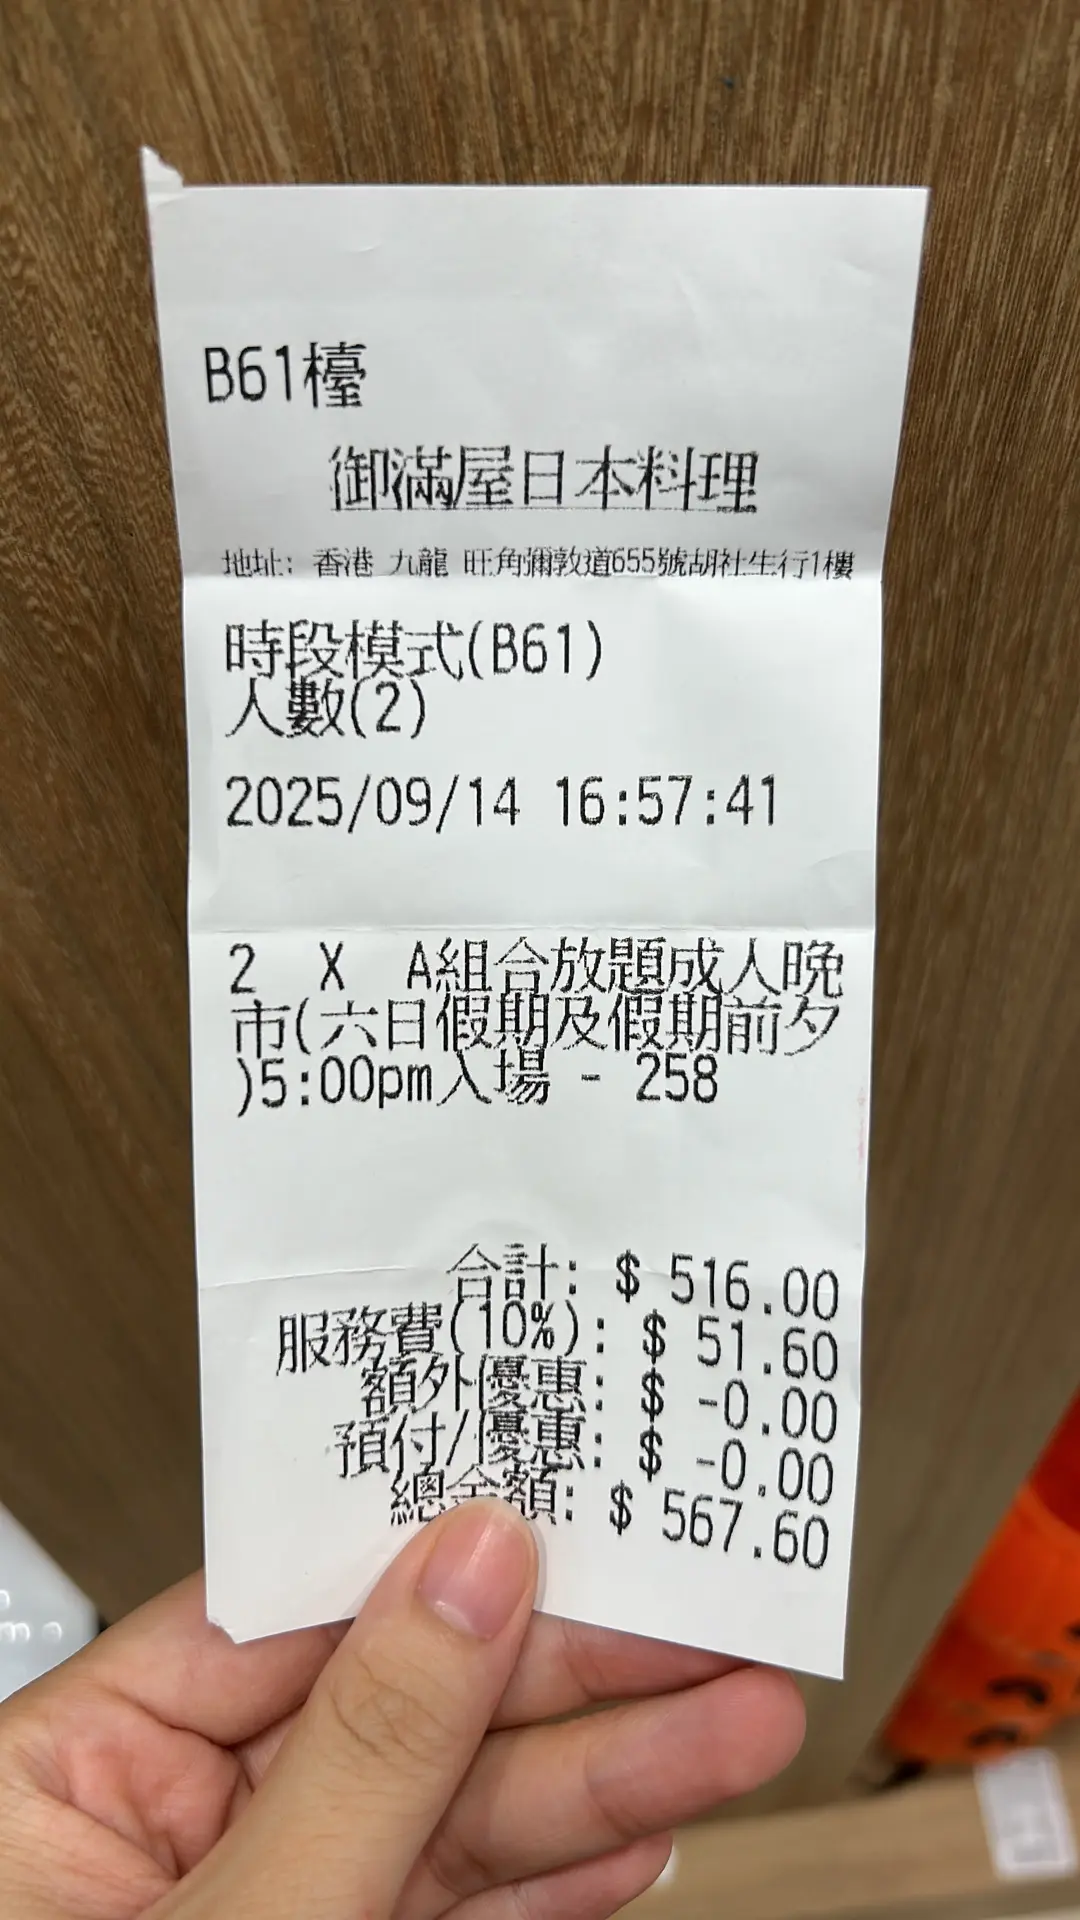 B61檯
御滿屋日本料理
地址: 香港 九龍 旺角彌敦道655號胡社生行1樓
時段模式(B61)
人數(2)
2025/09/14 16:57:41
2 X A組合放題成人晚
市(六日假期及假期前夕
)5:00pm入場 - 258
合計: $ 516.00
服務費(10%): $ 51.60
額外優惠: $ -0.00
預付/優惠: $ -0.00
總金額: $ 567.60